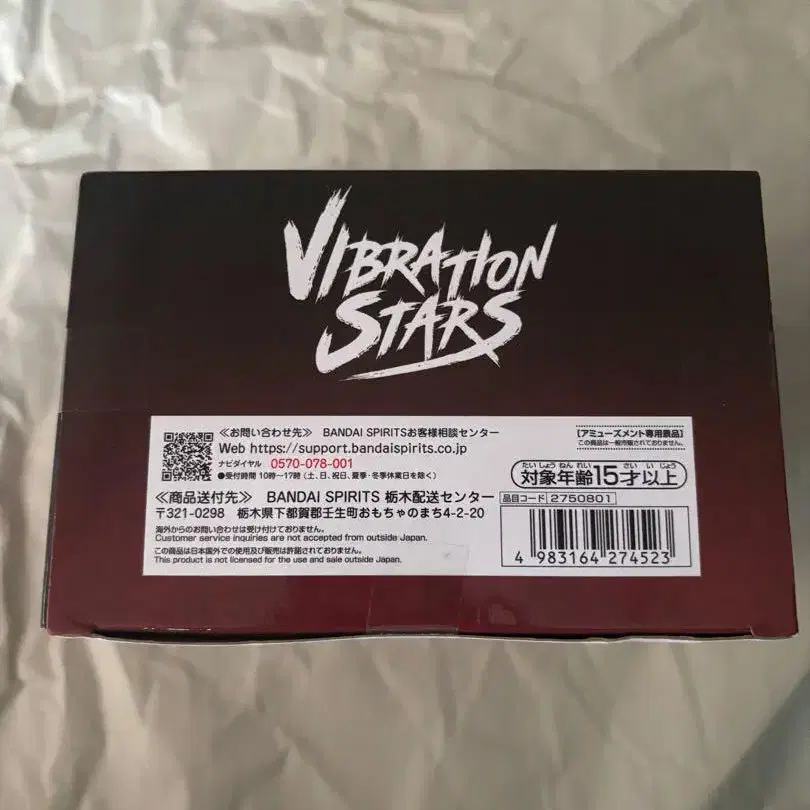 VIBRATION
STARS
≪お問い合わせ先≫ BANDAI SPIRITSお客様相談センター
Web https://support.bandaispirits.co.jp
ナビダイヤル 0570-078-001
●受付時間 10時〜17時 (土、日、祝日、夏季・冬季休業日を除く)
[アミューズメント専用景品]
この商品は一般市販されておりません。
たい しょう ねん れい さい い じょう
対象年齢15才以上
≪商品送付先≫ BANDAI SPIRITS 栃木配送センター
〒321-0298 栃木県下都賀郡壬生町おもちゃのまち4-2-20
品目コード 2750801
海外からのお問い合わせは受け付けておりません。
Customer service inquiries are not accepted from outside Japan.
この商品は日本国外での使用及び販売は許諾されておりません。
This product is not licensed for the use and sale outside Japan.
4 983164 274523